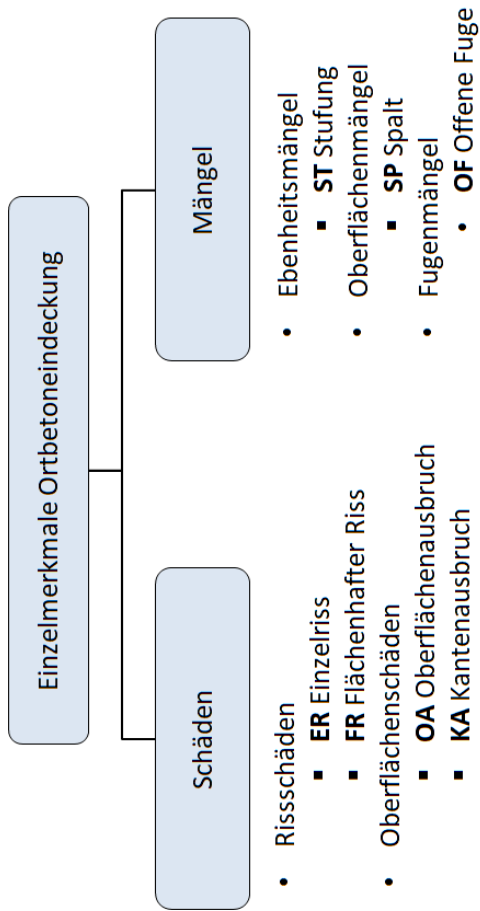 Einzelmerkmale Ortbetoneindeckung
Schäden
• Rissschäden
▪ ER Einzelriss
▪ FR Flächenhafter Riss
• Oberflächenschäden
▪ OA Oberflächenausbruch
▪ KA Kantenausbruch
Mängel
• Ebenheitsmängel
▪ ST Stufung
• Oberflächenmängel
▪ SP Spalt
• Fugenmängel
• OF Offene Fuge